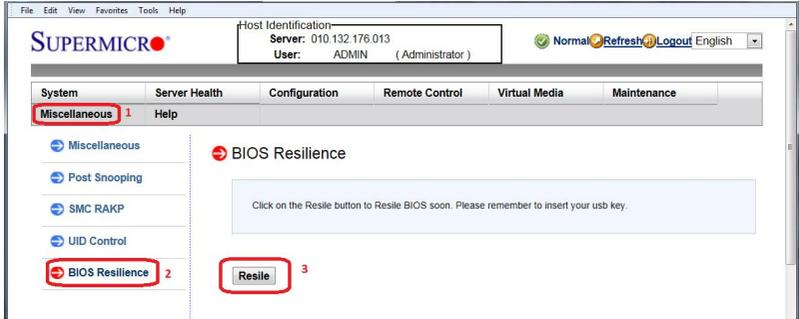 File Edit View Favorites Tools Help
Host Identification
Server: 010.132.176.013
User: ADMIN ( Administrator )
SUPERMICRO
Normal Refresh Logout English
System Server Health Configuration Remote Control Virtual Media Maintenance
Miscellaneous 1 Help
Miscellaneous
Post Snooping
SMC RAKP
UID Control
BIOS Resilience 2
BIOS Resilience
Click on the Resile button to Resile BIOS soon. Please remember to insert your usb key.
Resile 3